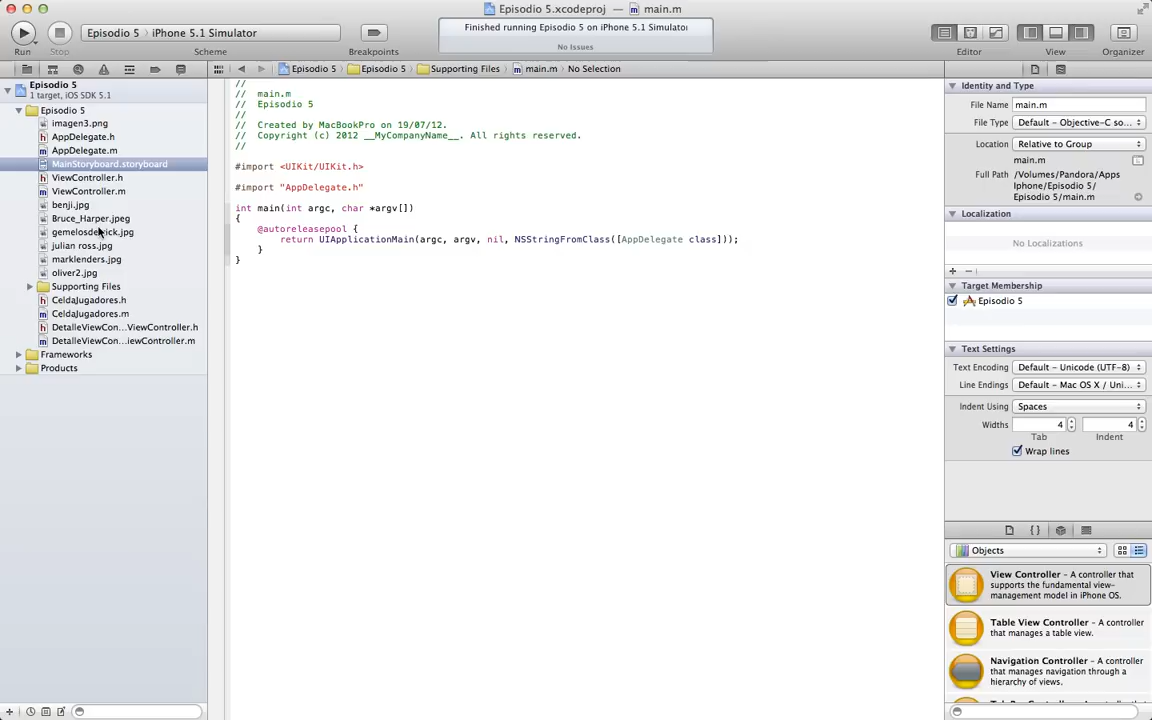 Episodio 5.xcodeproj — main.m
Episodio 5 iPhone 5.1 Simulator
Finished running Episodio 5 on iPhone 5.1 Simulator
No Issues
Run Stop Scheme Breakpoints Editor View Organizer
Episodio 5 Episodio 5 Supporting Files main.m No Selection
Episodio 5
1 target, iOS SDK 5.1
Episodio 5
imagen3.png
AppDelegate.h
AppDelegate.m
MainStoryboard.storyboard
ViewController.h
ViewController.m
benji.jpg
Bruce_Harper.jpeg
julian ross.jpg
marklenders.jpg
oliver2.jpg
Supporting Files
CeldaJugadores.h
CeldaJugadores.m
DetalleViewCon...ViewController.h
DetalleViewCon...iewController.m
Frameworks
Products
//
// main.m
// Episodio 5
//
// Created by MacBookPro on 19/07/12.
// Copyright (c) 2012 __MyCompanyName__. All rights reserved.
//
#import <UIKit/UIKit.h>
#import "AppDelegate.h"
int main(int argc, char *argv[])
{
@autoreleasepool {
return UIApplicationMain(argc, argv, nil, NSStringFromClass([AppDelegate class]));
}
}
Identity and Type
File Name main.m
File Type Default - Objective-C so...
Location Relative to Group
main.m
Full Path /Volumes/Pandora/Apps
Iphone/Episodio 5/
Episodio 5/main.m
Localization
No Localizations
Target Membership
Episodio 5
Text Settings
Text Encoding Default - Unicode (UTF-8)
Line Endings Default - Mac OS X / Uni...
Indent Using Spaces
Widths 4 4
Tab Indent
Wrap lines
Objects
View Controller - A controller that
supports the fundamental view-
management model in iPhone OS.
Table View Controller - A controller
that manages a table view.
Navigation Controller - A controller
that manages navigation through a
hierarchy of views.